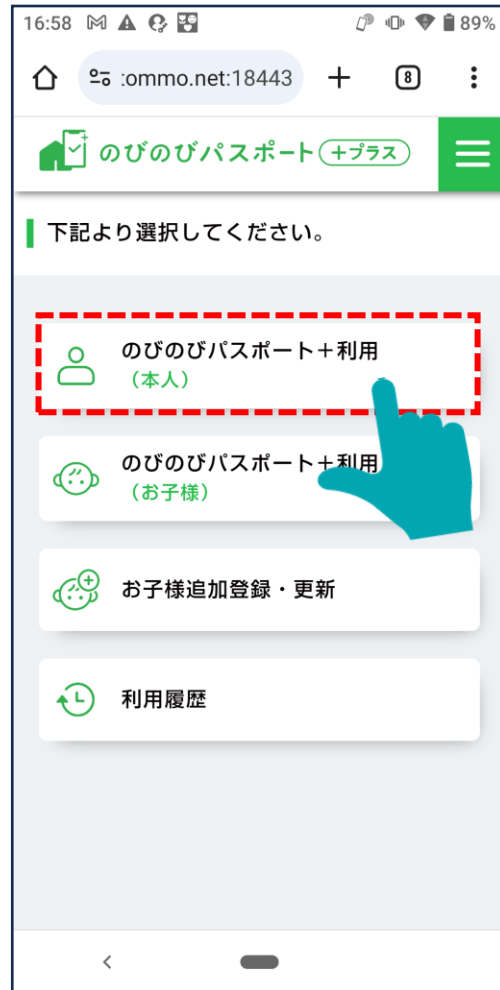 16:58
89%
:ommo.net:18443
8
のびのびパスポート +プラス
下記より選択してください。
のびのびパスポート＋利用
（本人）
のびのびパスポート＋利用
（お子様）
お子様追加登録・更新
利用履歴